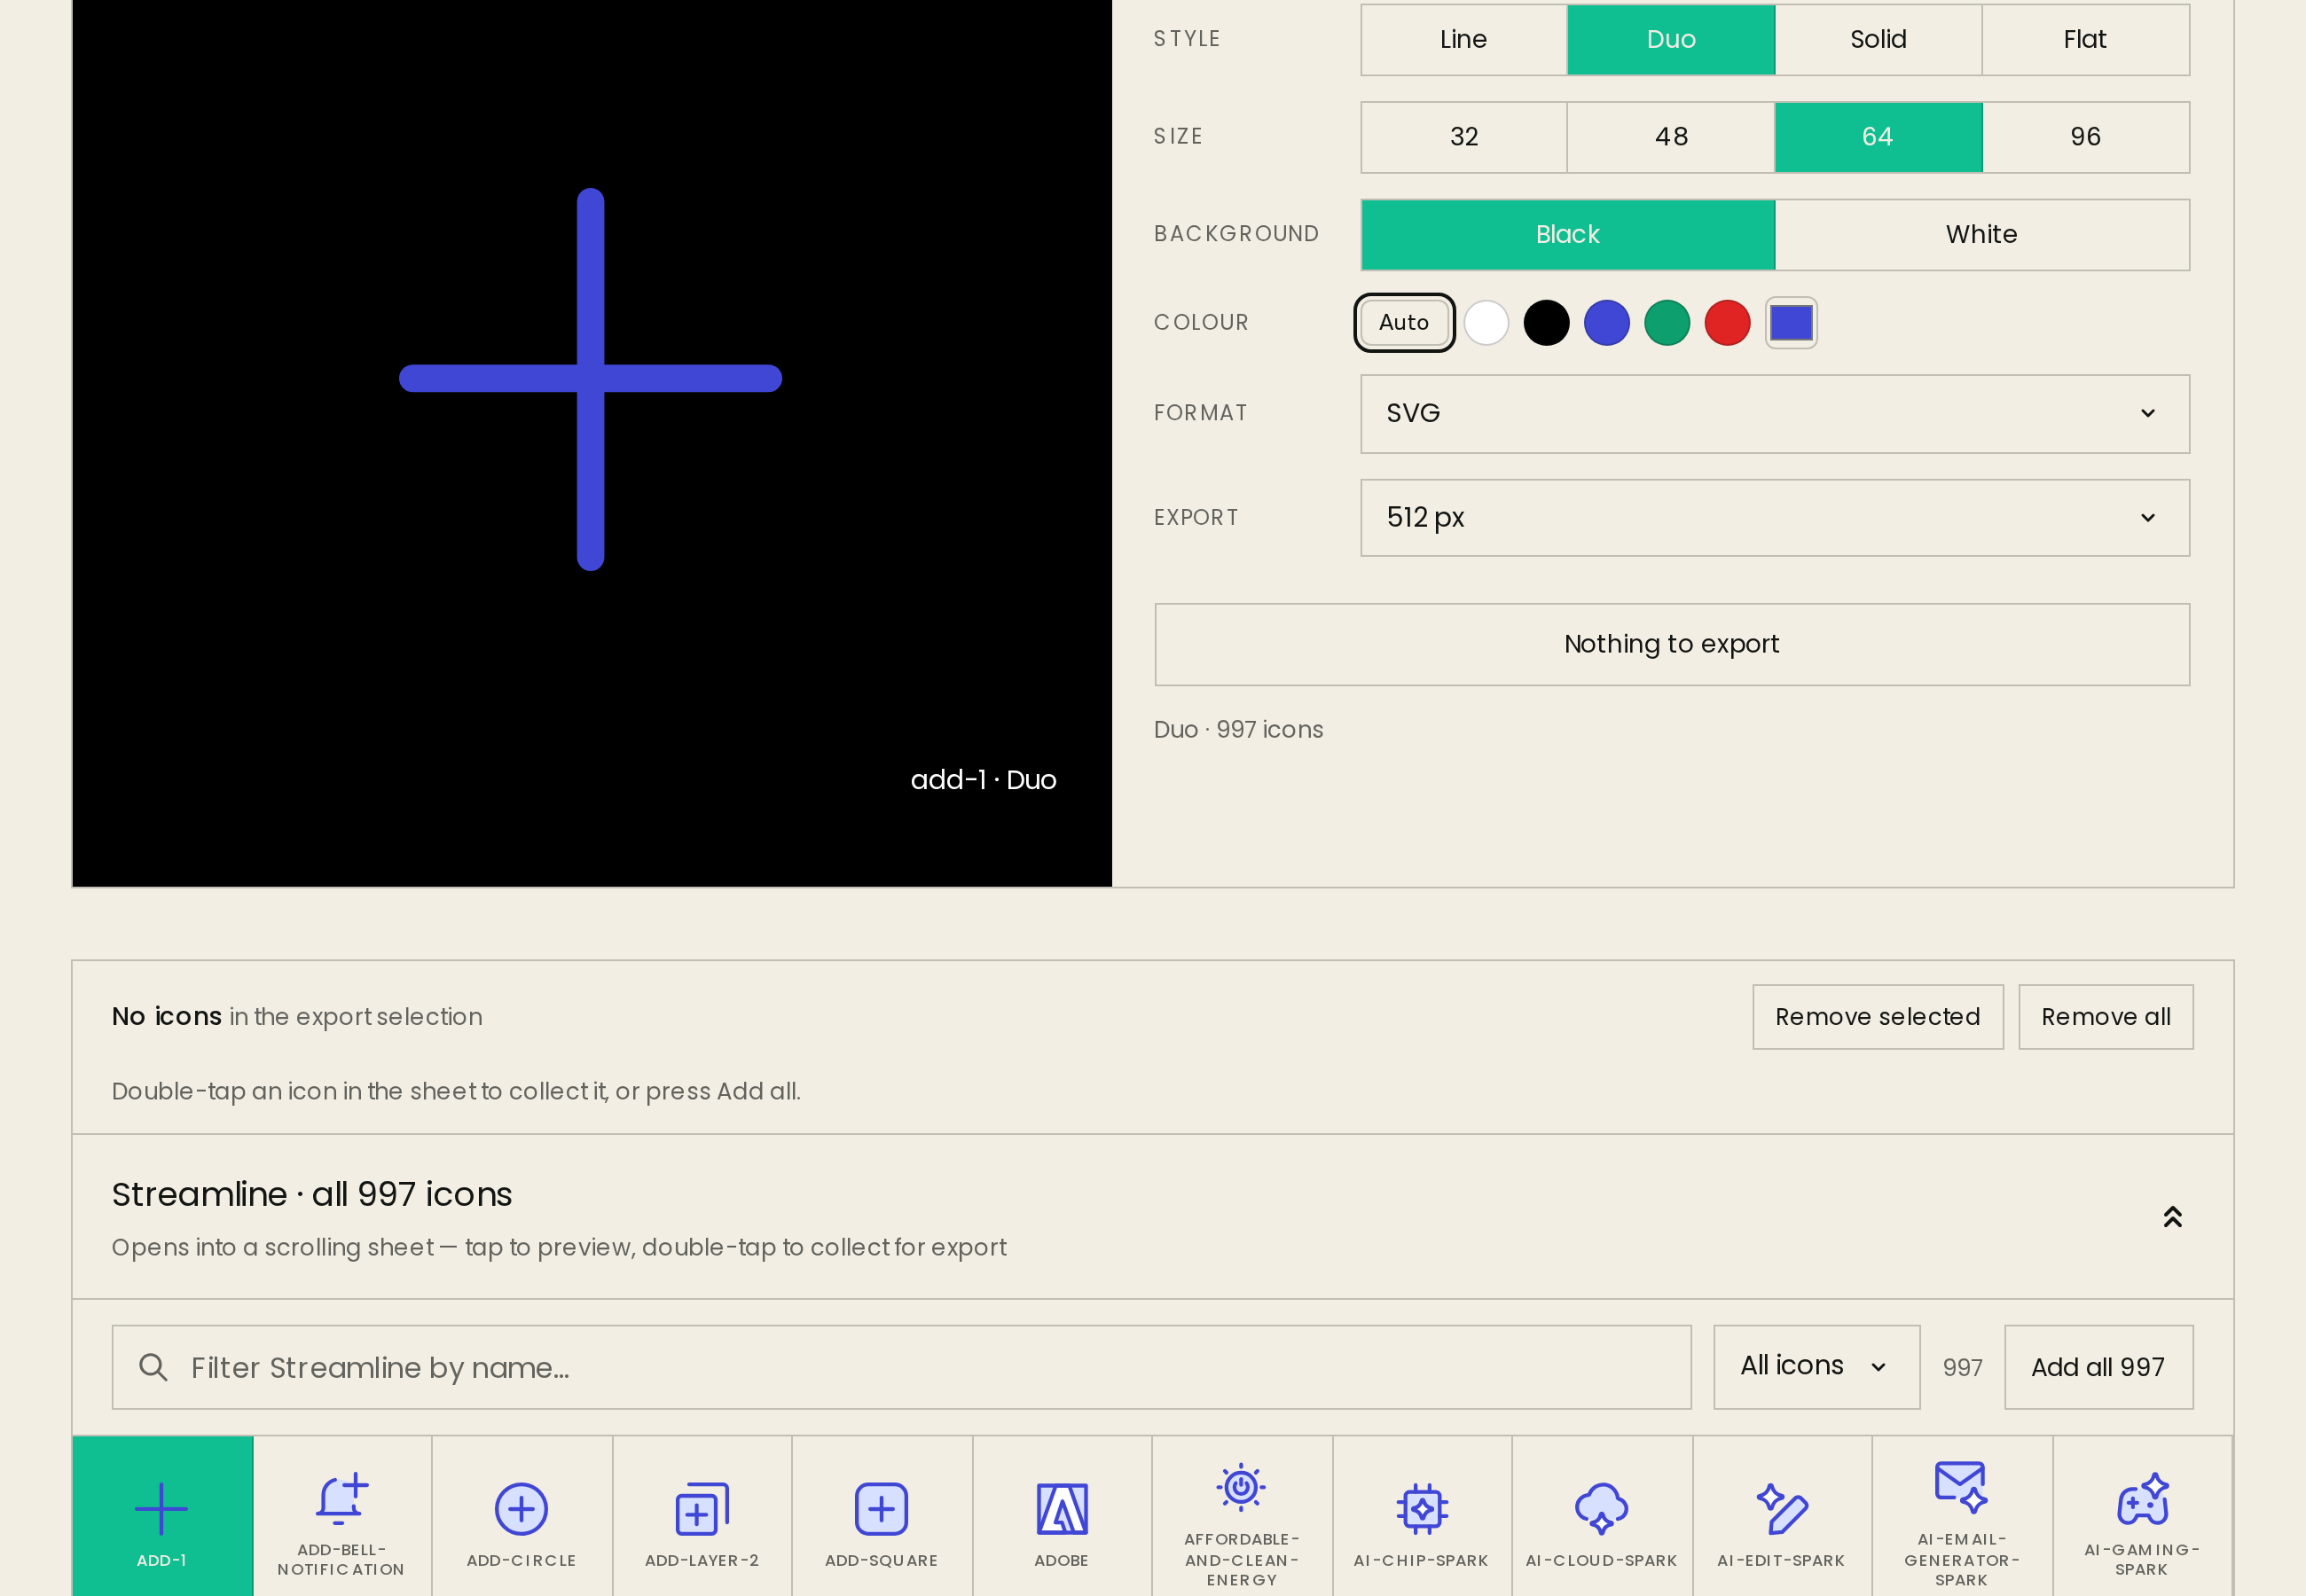 STYLE
Line
Duo
Solid
Flat
SIZE
32
48
64
96
BACKGROUND
Black
White
COLOUR
Auto
FORMAT
SVG
EXPORT
512 px
Nothing to export
Duo · 997 icons
add-1 · Duo
No icons in the export selection
Remove selected
Remove all
Double-tap an icon in the sheet to collect it, or press Add all.
Streamline · all 997 icons
Opens into a scrolling sheet — tap to preview, double-tap to collect for export
Filter Streamline by name...
All icons
997
Add all 997
ADD-1
ADD-BELL-
NOTIFICATION
ADD-CIRCLE
ADD-LAYER-2
ADD-SQUARE
ADOBE
AFFORDABLE-
AND-CLEAN-
ENERGY
AI-CHIP-SPARK
AI-CLOUD-SPARK
AI-EDIT-SPARK
AI-EMAIL-
GENERATOR-
SPARK
AI-GAMING-
SPARK